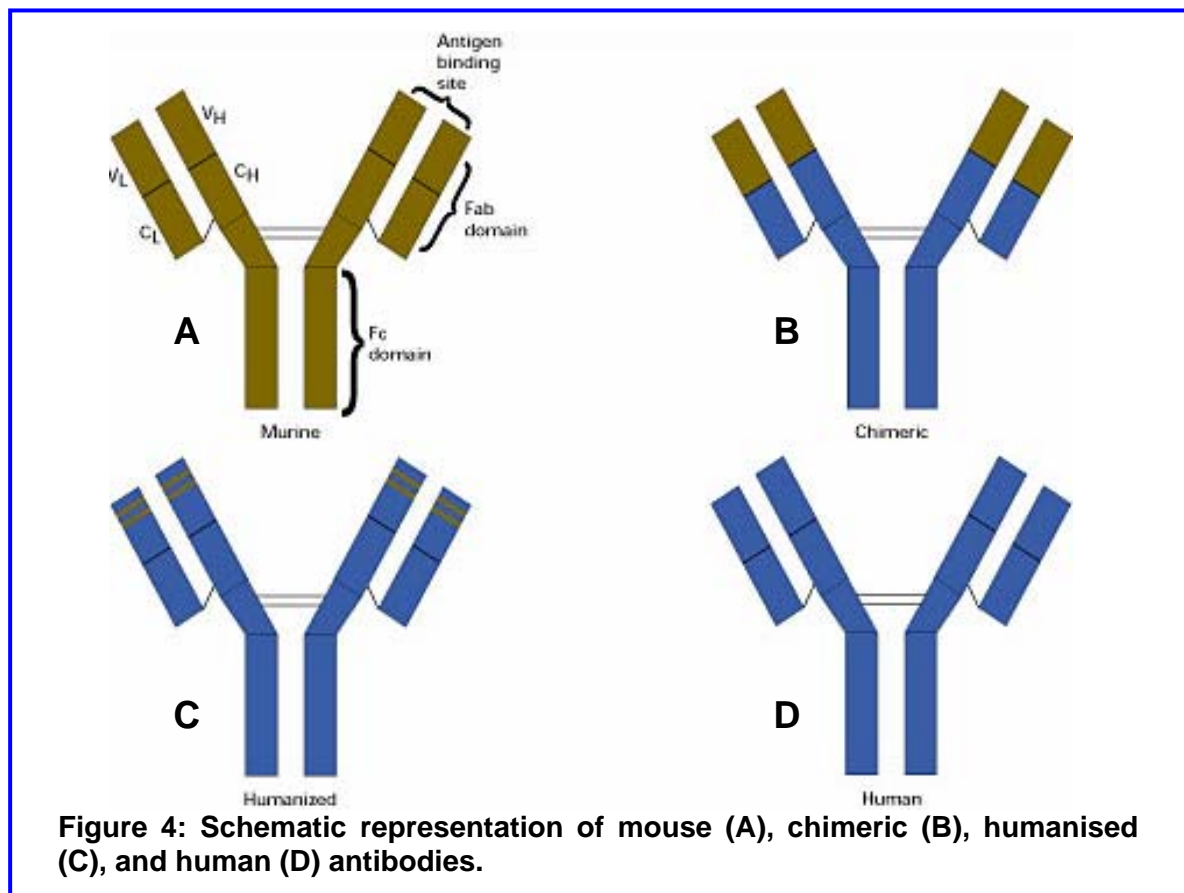 Antigen
binding
site
VH
CH
VL
CL
Fab
domain
A
Fc
domain
Murine
B
Chimeric
C
Humanized
D
Human
Figure 4: Schematic representation of mouse (A), chimeric (B), humanised
(C), and human (D) antibodies.